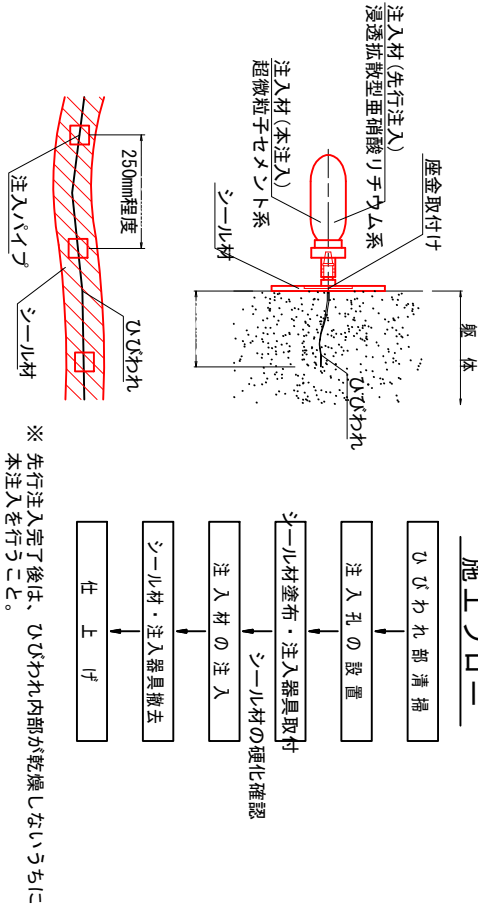 注入材(先行注入)
浸透拡散型亜硝酸リチウム系
注入材(本注入)
超微粒子セメント系
シール材
座金取付け
躯体
ひびわれ
250mm程度
注入パイプ
シール材
ひびわれ
施工フロー
ひびわれ部清掃
注入孔の設置
シール材塗布・注入器具取付
シール材の硬化確認
注入材の注入
シール材・注入器具撤去
仕上げ
※ 先行注入完了後は、ひびわれ内部が乾燥しないうちに
本注入を行うこと。